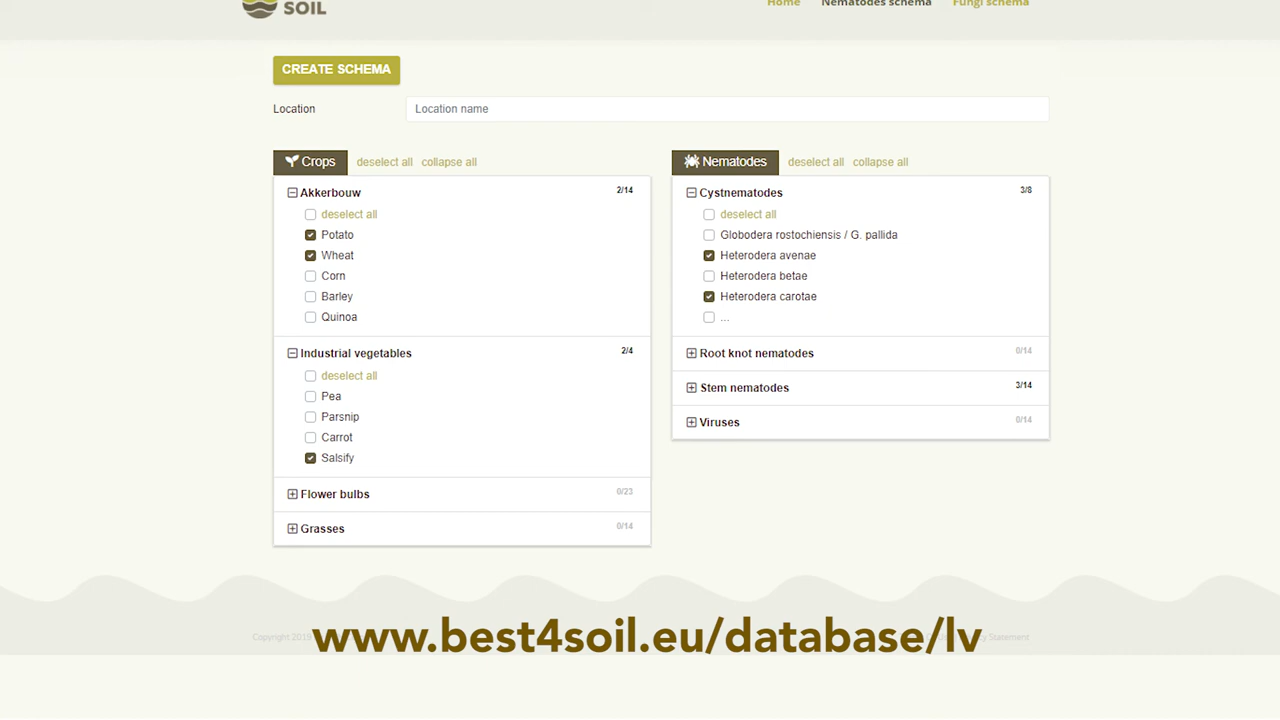 SOIL
Home Nematodes schema Fungi schema
CREATE SCHEMA
Location Location name
Crops deselect all collapse all
Akkerbouw 2/14
deselect all
Potato
Wheat
Corn
Barley
Quinoa
Industrial vegetables 2/4
deselect all
Pea
Parsnip
Carrot
Salsify
Flower bulbs 0/23
Grasses 0/14
Nematodes deselect all collapse all
Cystnematodes 3/8
deselect all
Globodera rostochiensis / G. pallida
Heterodera avenae
Heterodera betae
Heterodera carotae
...
Root knot nematodes 0/14
Stem nematodes 3/14
Viruses 0/14
www.best4soil.eu/database/lv
Copyright 2019 Statement